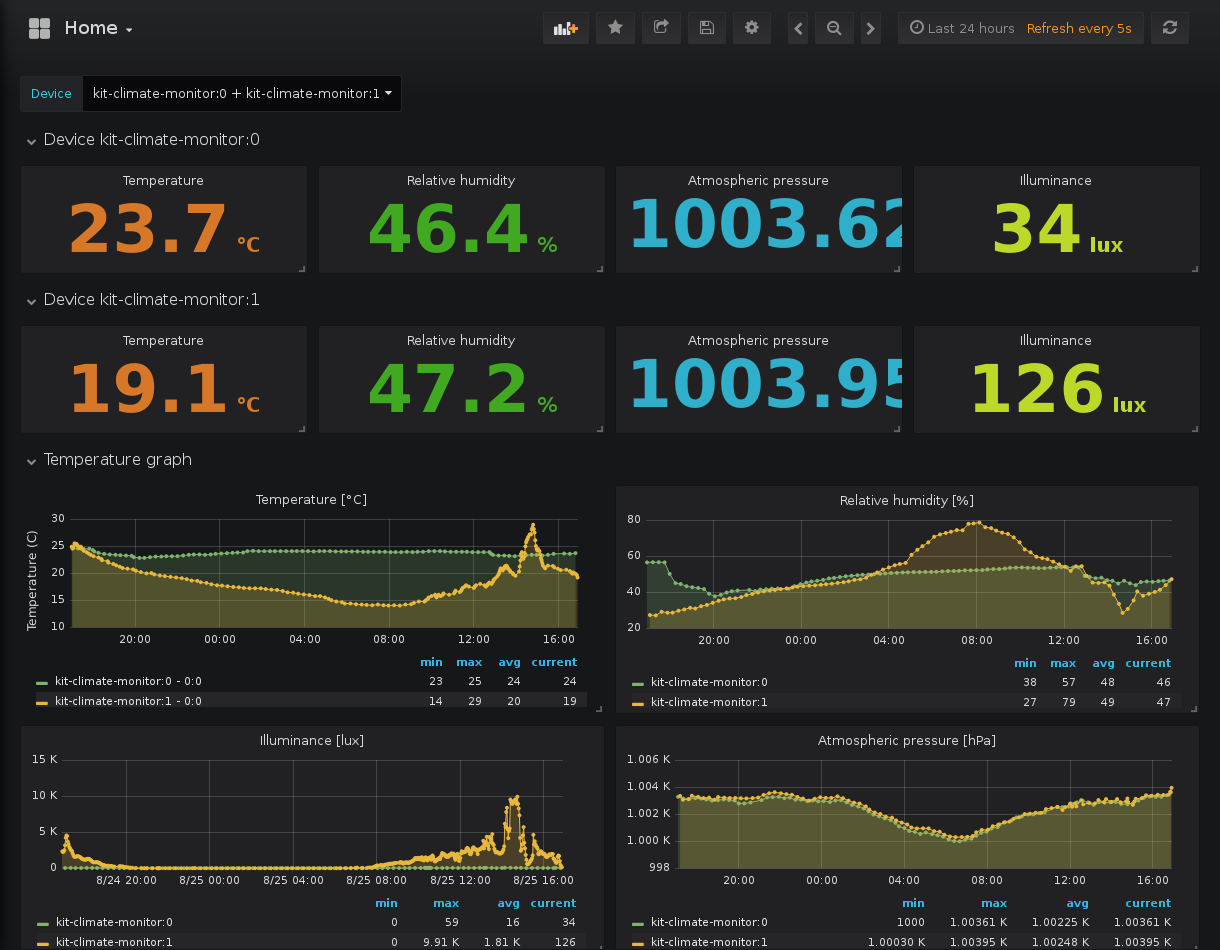 Home
Last 24 hours Refresh every 5s
Device kit-climate-monitor:0 + kit-climate-monitor:1
Device kit-climate-monitor:0
Temperature Relative humidity Atmospheric pressure Illuminance
23.7 °C 46.4 % 1003.62 34 lux
Device kit-climate-monitor:1
Temperature Relative humidity Atmospheric pressure Illuminance
19.1 °C 47.2 % 1003.95 126 lux
Temperature graph
Temperature [°C]
Temperature (C)
30
25
20
15
10
20:00 00:00 04:00 08:00 12:00 16:00
min max avg current
kit-climate-monitor:0 - 0:0 23 25 24 24
kit-climate-monitor:1 - 0:0 14 29 20 19
Relative humidity [%]
80
60
40
20
20:00 00:00 04:00 08:00 12:00 16:00
min max avg current
kit-climate-monitor:0 38 57 48 46
kit-climate-monitor:1 27 79 49 47
Illuminance [lux]
15 K
10 K
5 K
0
8/24 20:00 8/25 00:00 8/25 04:00 8/25 08:00 8/25 12:00 8/25 16:00
min max avg current
kit-climate-monitor:0 0 59 16 34
kit-climate-monitor:1 0 9.91 K 1.81 K 126
Atmospheric pressure [hPa]
1.006 K
1.004 K
1.002 K
1.000 K
998
20:00 00:00 04:00 08:00 12:00 16:00
min max avg current
kit-climate-monitor:0 1000 1.00361 K 1.00225 K 1.00361 K
kit-climate-monitor:1 1.00030 K 1.00395 K 1.00248 K 1.00395 K